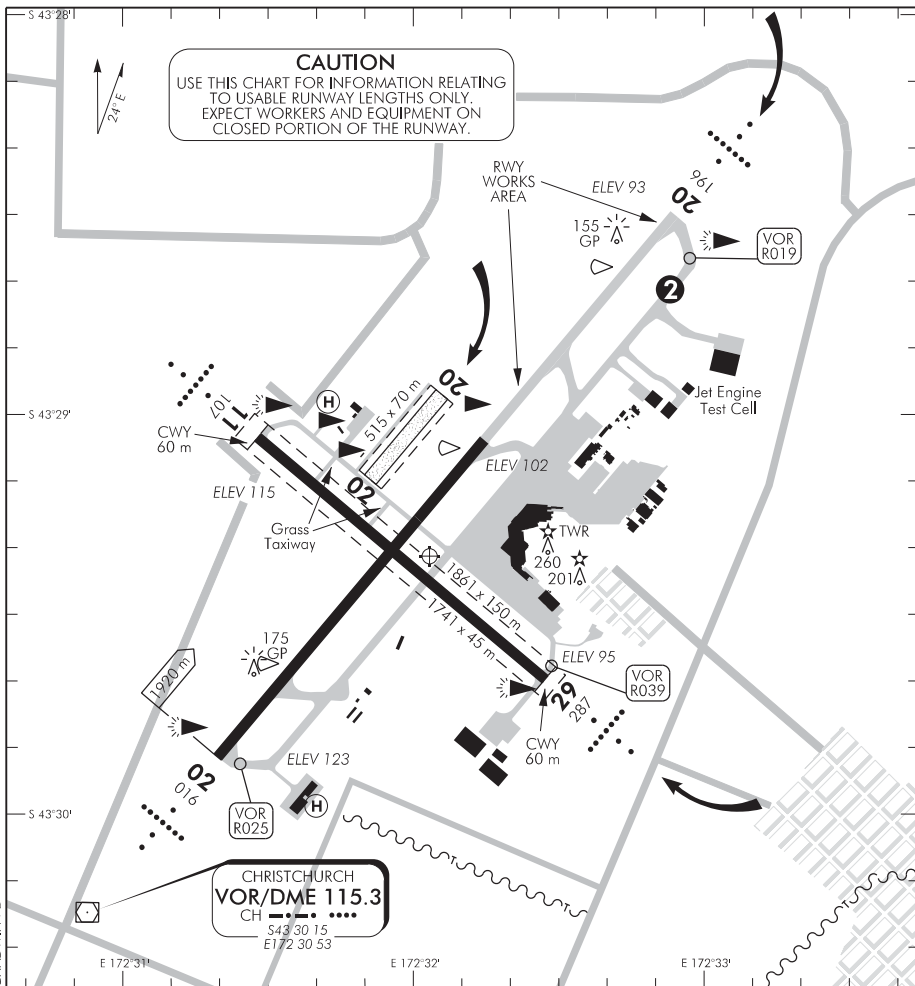 S 43°28'
CAUTION
USE THIS CHART FOR INFORMATION RELATING
TO USABLE RUNWAY LENGTHS ONLY.
EXPECT WORKERS AND EQUIPMENT ON
CLOSED PORTION OF THE RUNWAY.
24° E
RWY
WORKS
AREA
ELEV 93
20
196
155
GP
VOR
R019
2
Jet Engine
Test Cell
20
515 x 70 m
H
S 43°29'
107
11
CWY
60 m
ELEV 115
02
ELEV 102
Grass
Taxiway
TWR
260
201
1861 x 150 m
1741 x 45 m
175
GP
ELEV 95
VOR
R039
1920 m
29
287
CWY
60 m
ELEV 123
02
016
H
VOR
R025
S 43°30'
CHRISTCHURCH
VOR/DME 115.3
CH
S43 30 15
E172 30 53
T
T
T
E 172°31'
E 172°32'
E 172°33'